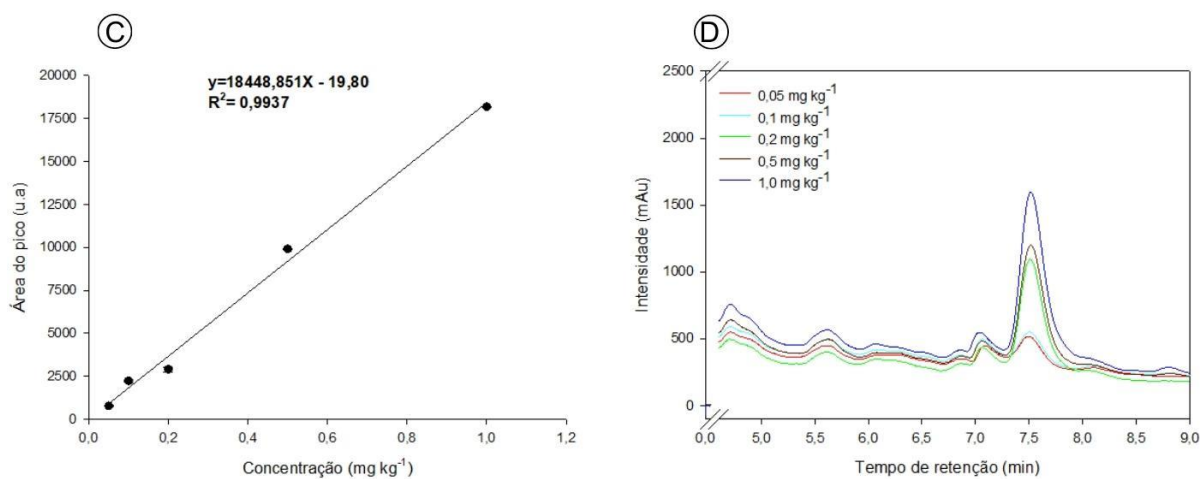 C
y=18448,851X - 19,80
R²= 0,9937
Área do pico (u.a)
20000
17500
15000
12500
10000
7500
5000
2500
0
0,0 0,2 0,4 0,6 0,8 1,0 1,2
Concentração (mg kg⁻¹)
D
Intensidade (mAu)
2500
2000
1500
1000
500
0
0,05 mg kg⁻¹
0,1 mg kg⁻¹
0,2 mg kg⁻¹
0,5 mg kg⁻¹
1,0 mg kg⁻¹
0,0 5,0 5,5 6,0 6,5 7,0 7,5 8,0 8,5 9,0
Tempo de retenção (min)